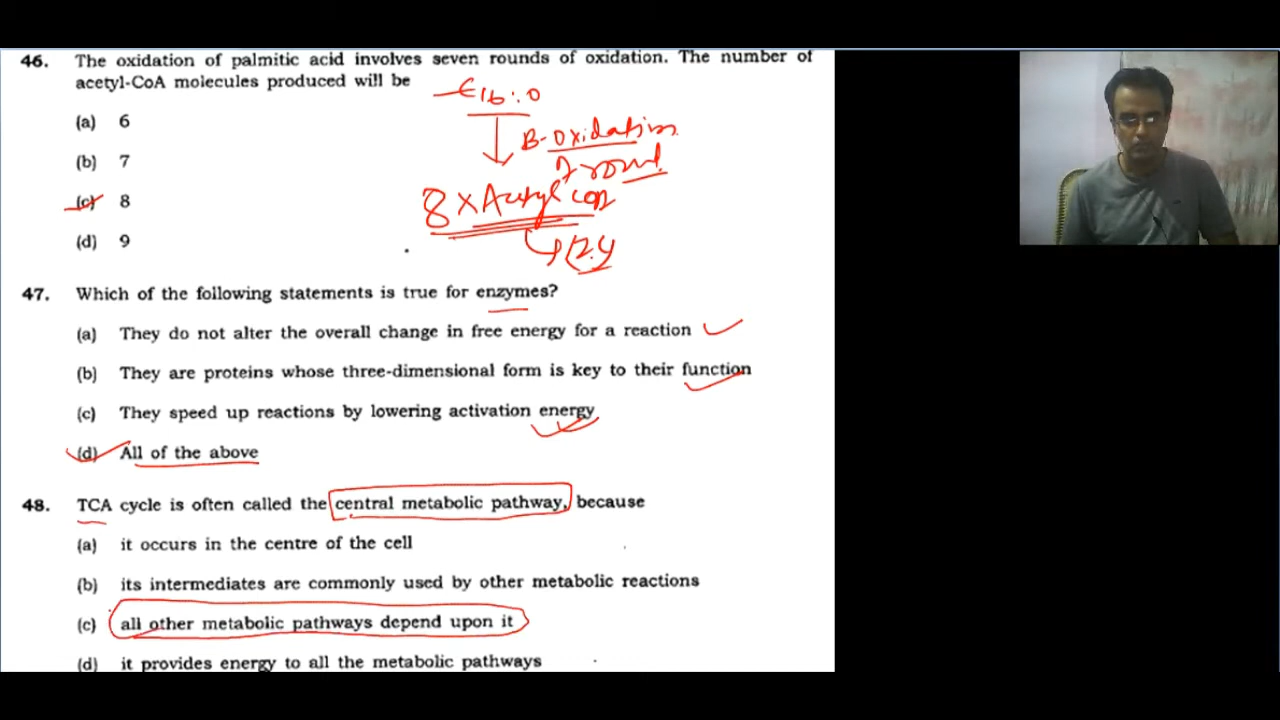 46. The oxidation of palmitic acid involves seven rounds of oxidation. The number of
acetyl-CoA molecules produced will be
C16:0
(a) 6
B-Oxidation
(b) 7
7 round
(c) 8
8 x Acetyl coA
(d) 9
47. Which of the following statements is true for enzymes?
(a) They do not alter the overall change in free energy for a reaction
(b) They are proteins whose three-dimensional form is key to their function
(c) They speed up reactions by lowering activation energy
(d) All of the above
48. TCA cycle is often called the central metabolic pathway, because
(a) it occurs in the centre of the cell
(b) its intermediates are commonly used by other metabolic reactions
(c) all other metabolic pathways depend upon it
(d) it provides energy to all the metabolic pathways